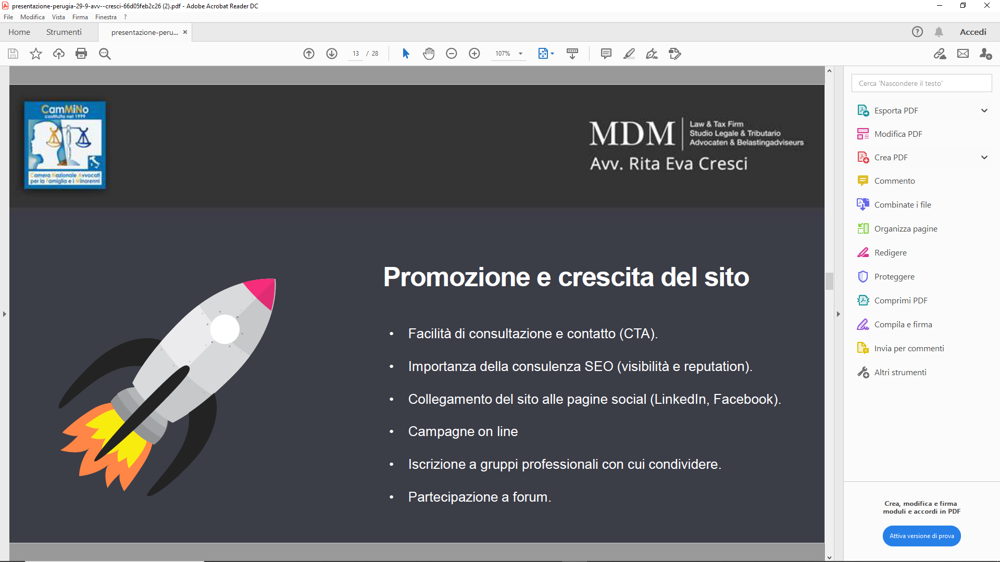 presentazione-perugia-29-9-avv--cresci-66d05feb2c26 (2).pdf - Adobe Acrobat Reader DC
File Modifica Vista Firma Finestra ?
Home Strumenti presentazione-peru... × Accedi
13 / 28 107%
CamMiNo
costituita nel 1999
Camera Nazionale Avvocati
per la Famiglia e i Minorenni
MDM
Law & Tax Firm
Studio Legale & Tributario
Advocaten & Belastingadviseurs
Avv. Rita Eva Cresci
Promozione e crescita del sito
• Facilità di consultazione e contatto (CTA).
• Importanza della consulenza SEO (visibilità e reputation).
• Collegamento del sito alle pagine social (LinkedIn, Facebook).
• Campagne on line
• Iscrizione a gruppi professionali con cui condividere.
• Partecipazione a forum.
Cerca 'Nascondere il testo'
Esporta PDF
Modifica PDF
Crea PDF
Commento
Combinate i file
Organizza pagine
Redigere
Proteggere
Comprimi PDF
Compila e firma
Invia per commenti
Altri strumenti
Crea, modifica e firma
moduli e accordi in PDF
Attiva versione di prova